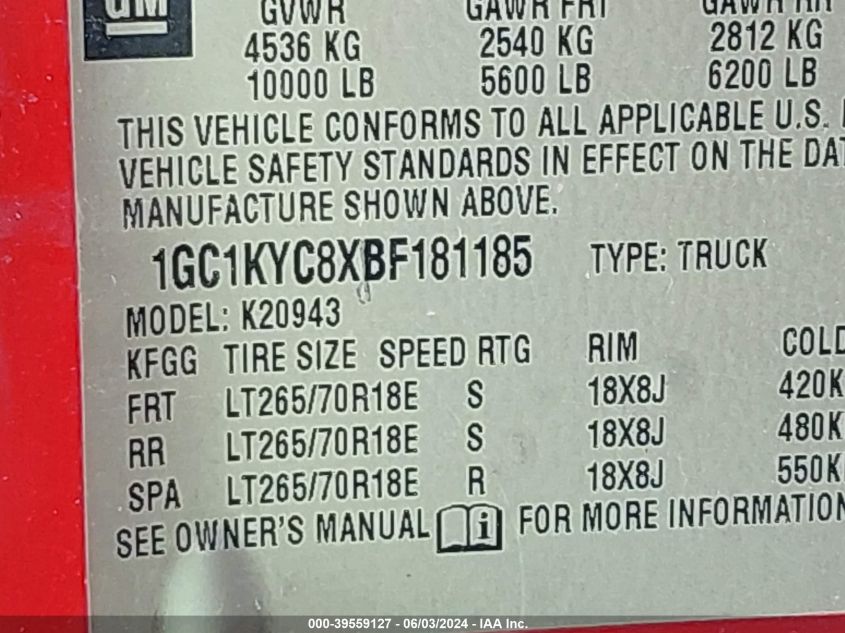 GM
GVWR GAWR FRT GAWR RR
4536 KG 2540 KG 2812 KG
10000 LB 5600 LB 6200 LB
THIS VEHICLE CONFORMS TO ALL APPLICABLE U.S.
VEHICLE SAFETY STANDARDS IN EFFECT ON THE DAT
MANUFACTURE SHOWN ABOVE.
1GC1KYC8XBF181185 TYPE: TRUCK
MODEL: K20943
KFGG TIRE SIZE SPEED RTG RIM COLD
FRT LT265/70R18E S 18X8J 420K
RR LT265/70R18E S 18X8J 480K
SPA LT265/70R18E R 18X8J 550K
SEE OWNER'S MANUAL i FOR MORE INFORMATION
000-39559127 - 06/03/2024 - IAA Inc.